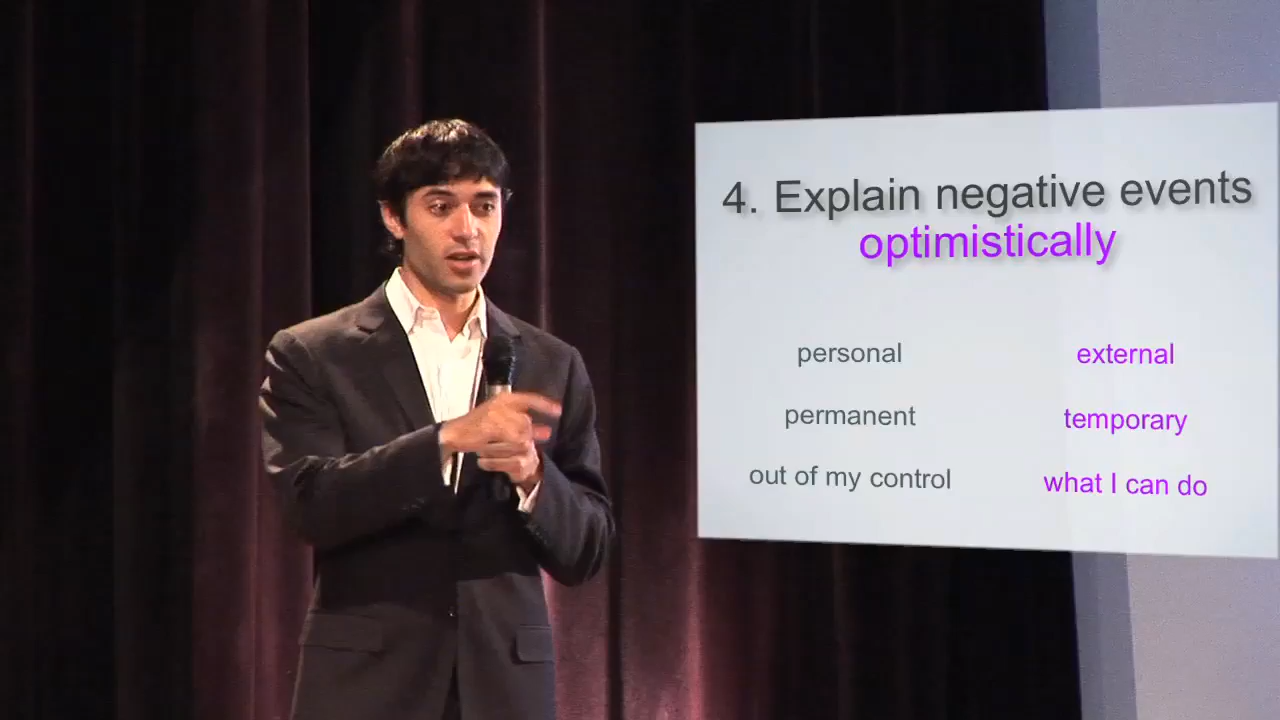 4. Explain negative events
optimistically
personal external
permanent temporary
out of my control what I can do